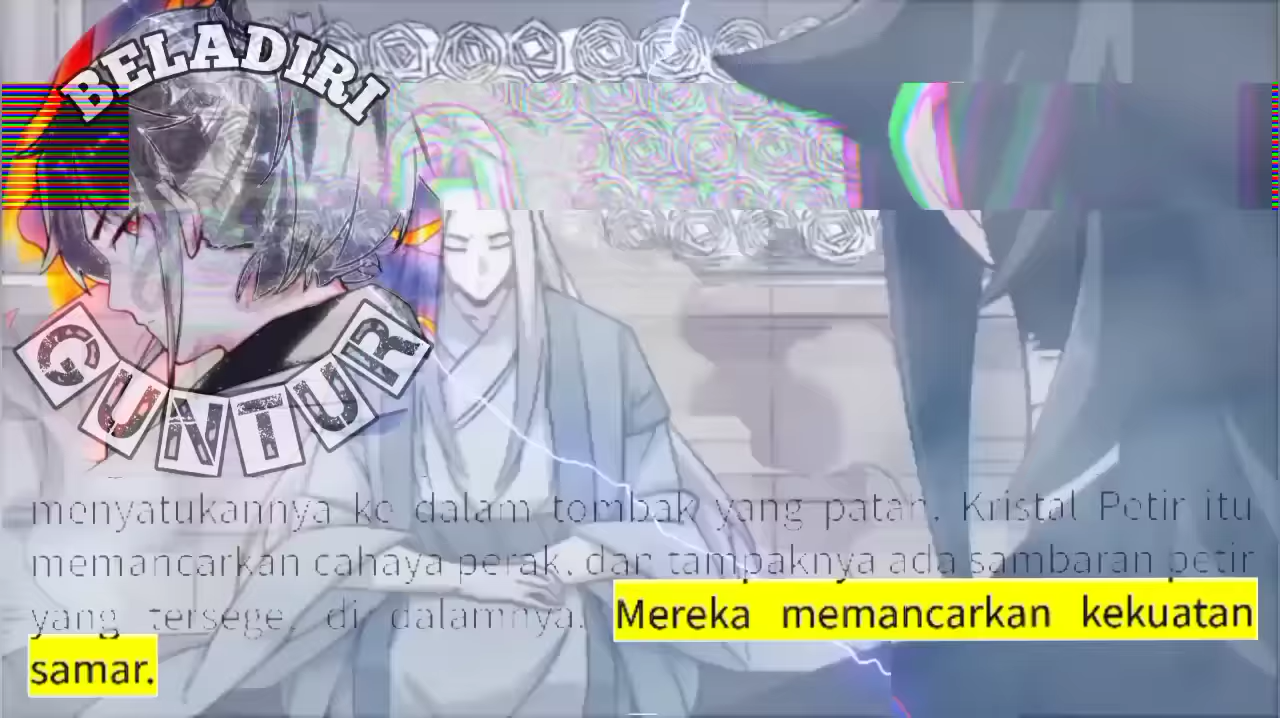 BELADIRI
GUNTUR
menyatukannya ke dalam tombak yang patah. Kristal Petir itu
memancarkan cahaya perak, dan tampaknya ada sambaran petir
yang tersegel di dalamnya. Mereka memancarkan kekuatan
samar.